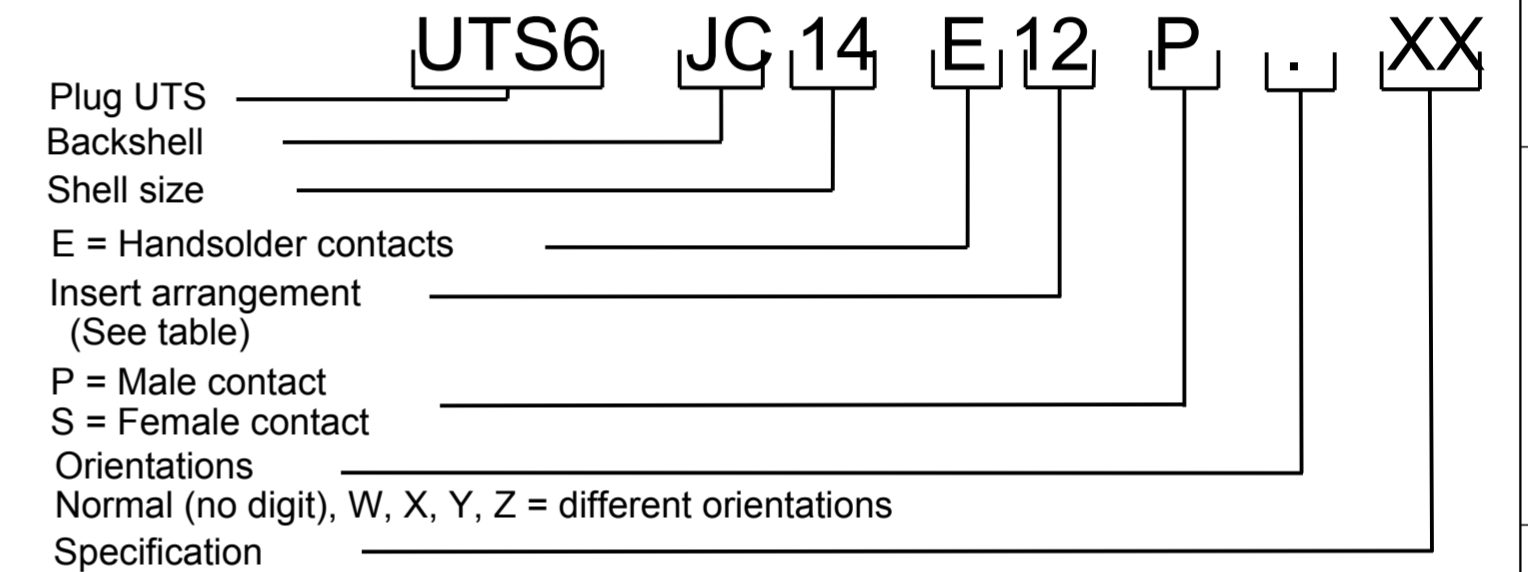 UTS6 JC 14 E 12 P . XX
Plug UTS
Backshell
Shell size
E = Handsolder contacts
Insert arrangement
(See table)
P = Male contact
S = Female contact
Orientations
Normal (no digit), W, X, Y, Z = different orientations
Specification